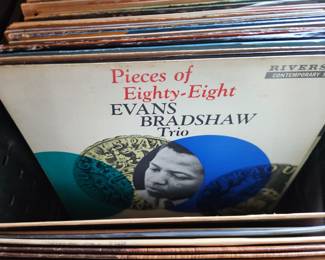 Pieces of
Eighty-Eight
EVANS
BRADSHAW
Trio
RIVERS
CONTEMPORARY